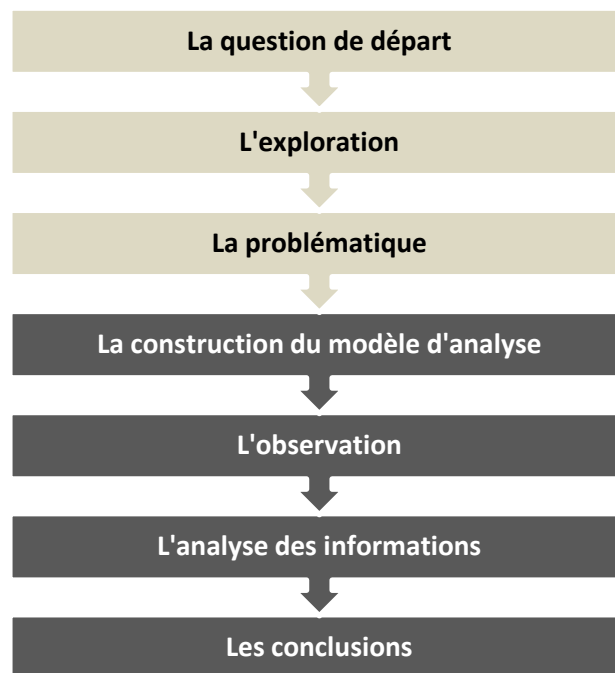 La question de départ
L'exploration
La problématique
La construction du modèle d'analyse
L'observation
L'analyse des informations
Les conclusions